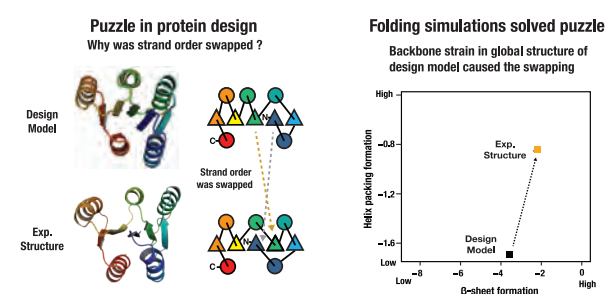 Puzzle in protein design
Why was strand order swapped ?
Design
Model
N-
C-
Strand order
was swapped
Exp.
Structure
N-
C-
Folding simulations solved puzzle
Backbone strain in global structure of
design model caused the swapping
Helix packing formation
High
-0.8
-1.2
-1.6
Low
Exp.
Structure
Design
Model
Low
-8
-6
-4
-2
0
High
β-sheet formation